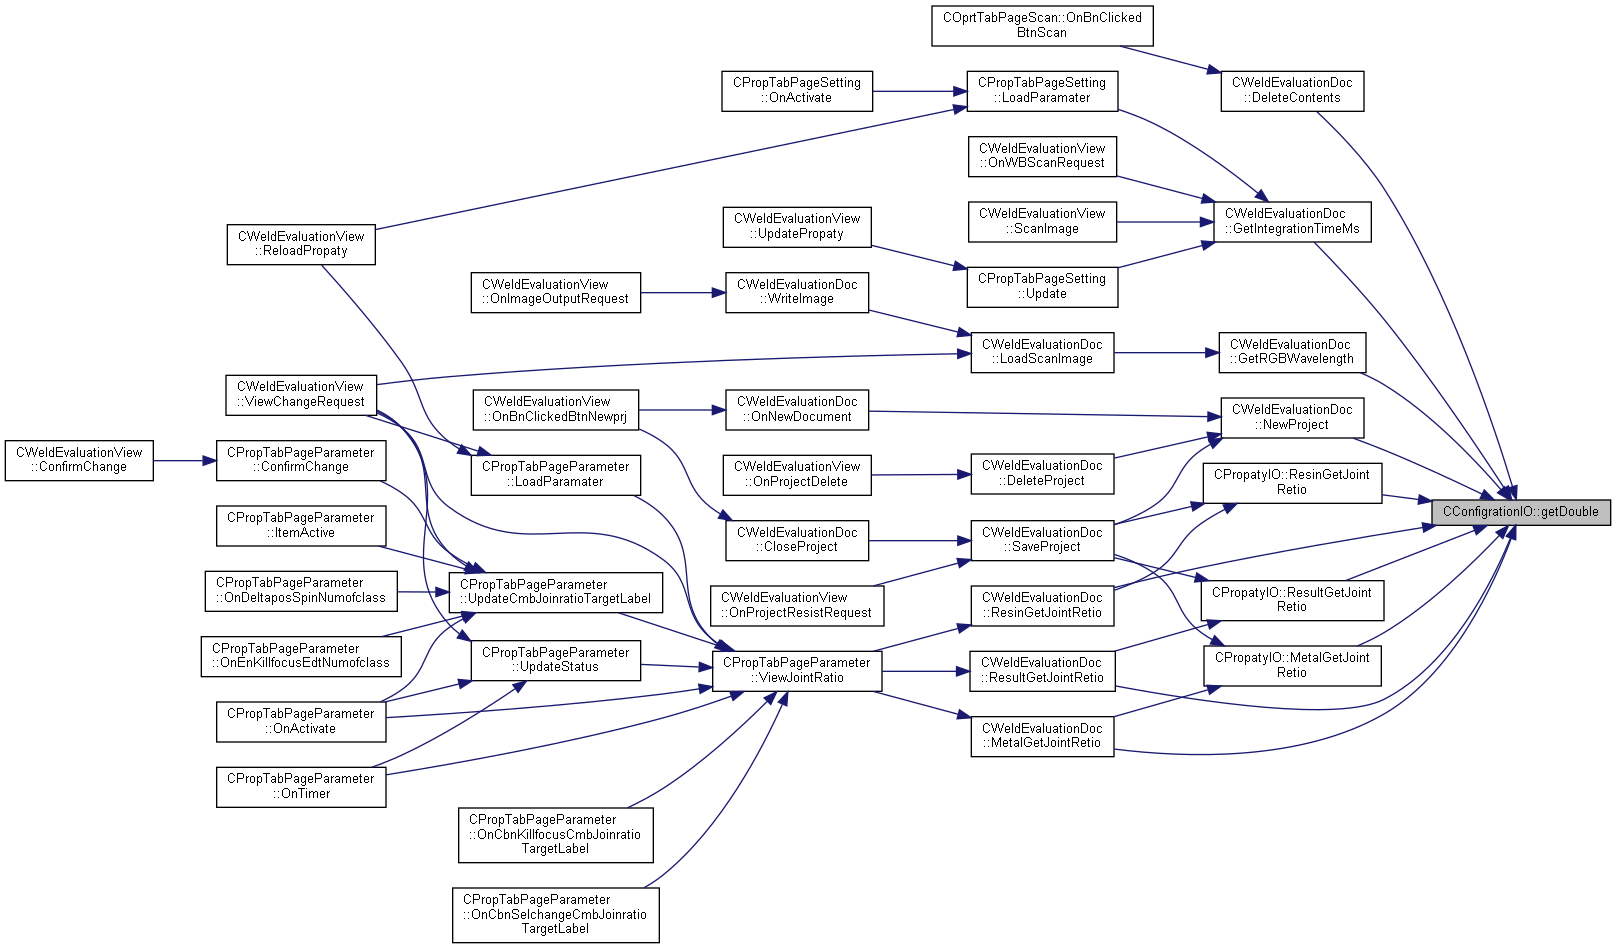 COprtTabPageScan::OnBnClicked
BtnScan
CPropTabPageSetting
::OnActivate
CPropTabPageSetting
::LoadParamater
CWeldEvaluationDoc
::DeleteContents
CWeldEvaluationView
::OnWBScanRequest
CWeldEvaluationView
::UpdatePropaty
CWeldEvaluationView
::ScanImage
CWeldEvaluationDoc
::GetIntegrationTimeMs
CWeldEvaluationView
::ReloadPropaty
CWeldEvaluationView
::OnImageOutputRequest
CWeldEvaluationDoc
::WriteImage
CPropTabPageSetting
::Update
CWeldEvaluationDoc
::LoadScanImage
CWeldEvaluationDoc
::GetRGBWavelength
CWeldEvaluationView
::ViewChangeRequest
CWeldEvaluationView
::OnBnClickedBtnNewprj
CWeldEvaluationDoc
::OnNewDocument
CWeldEvaluationDoc
::NewProject
CWeldEvaluationView
::ConfirmChange
CPropTabPageParameter
::ConfirmChange
CPropTabPageParameter
::LoadParamater
CWeldEvaluationView
::OnProjectDelete
CWeldEvaluationDoc
::DeleteProject
CPropatyIO::ResinGetJoint
Retio
CConfigrationIO::getDouble
CPropTabPageParameter
::ItemActive
CWeldEvaluationDoc
::CloseProject
CWeldEvaluationDoc
::SaveProject
CPropTabPageParameter
::OnDeltaposSpinNumofclass
CPropTabPageParameter
::UpdateCmbJoinratioTargetLabel
CWeldEvaluationView
::OnProjectResistRequest
CWeldEvaluationDoc
::ResinGetJointRetio
CPropatyIO::ResultGetJoint
Retio
CPropTabPageParameter
::OnEnKillfocusEdtNumofclass
CPropTabPageParameter
::UpdateStatus
CPropTabPageParameter
::ViewJointRatio
CWeldEvaluationDoc
::ResultGetJointRetio
CPropatyIO::MetalGetJoint
Retio
CPropTabPageParameter
::OnActivate
CWeldEvaluationDoc
::MetalGetJointRetio
CPropTabPageParameter
::OnTimer
CPropTabPageParameter
::OnCbnKillfocusCmbJoinratio
TargetLabel
CPropTabPageParameter
::OnCbnSelchangeCmbJoinratio
TargetLabel